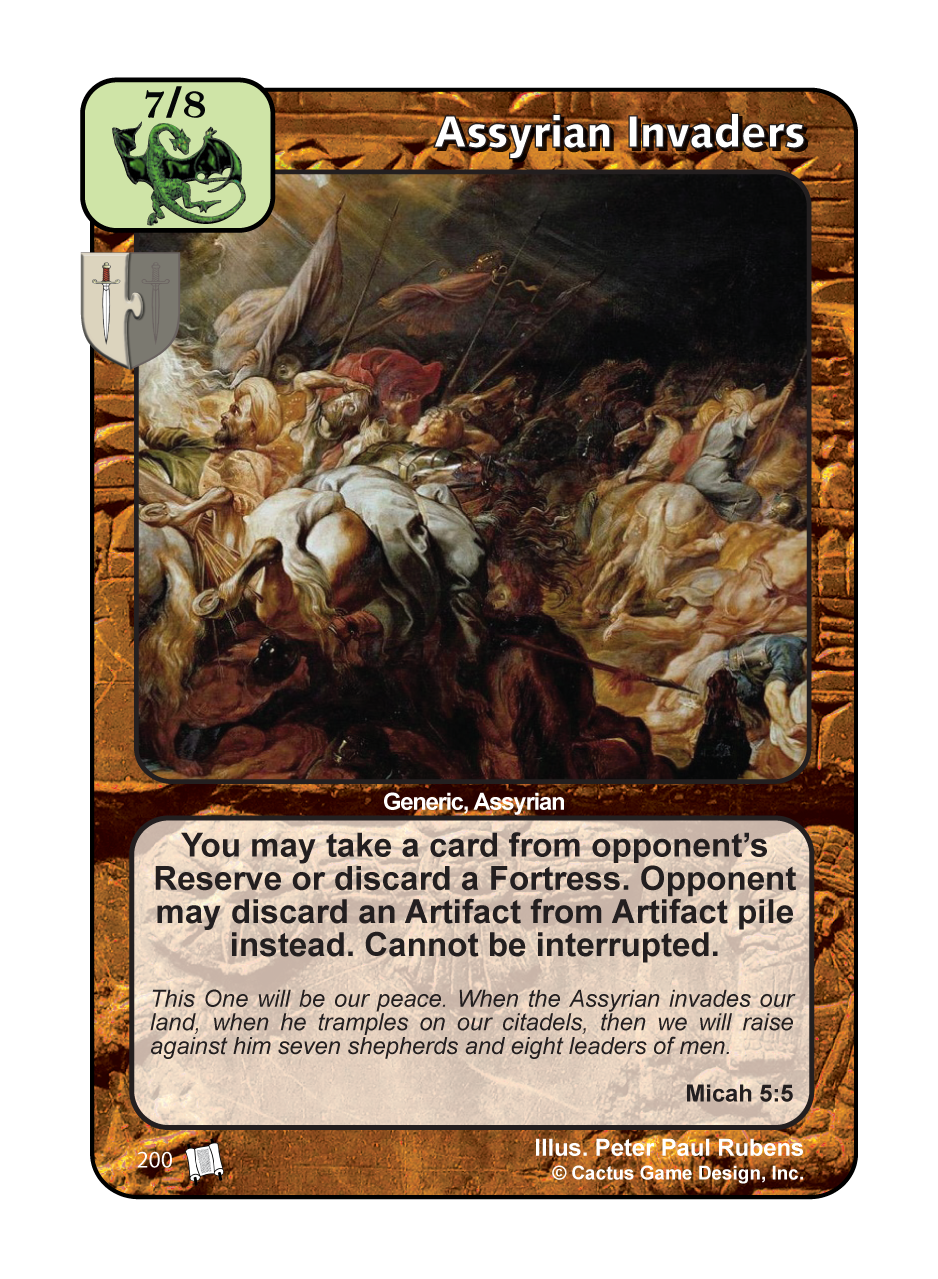 7/8
Assyrian Invaders
Generic, Assyrian
You may take a card from opponent’s
Reserve or discard a Fortress. Opponent
may discard an Artifact from Artifact pile
instead. Cannot be interrupted.
This One will be our peace. When the Assyrian invades our
land, when he tramples on our citadels, then we will raise
against him seven shepherds and eight leaders of men.
Micah 5:5
200
Illus. Peter Paul Rubens
© Cactus Game Design, Inc.